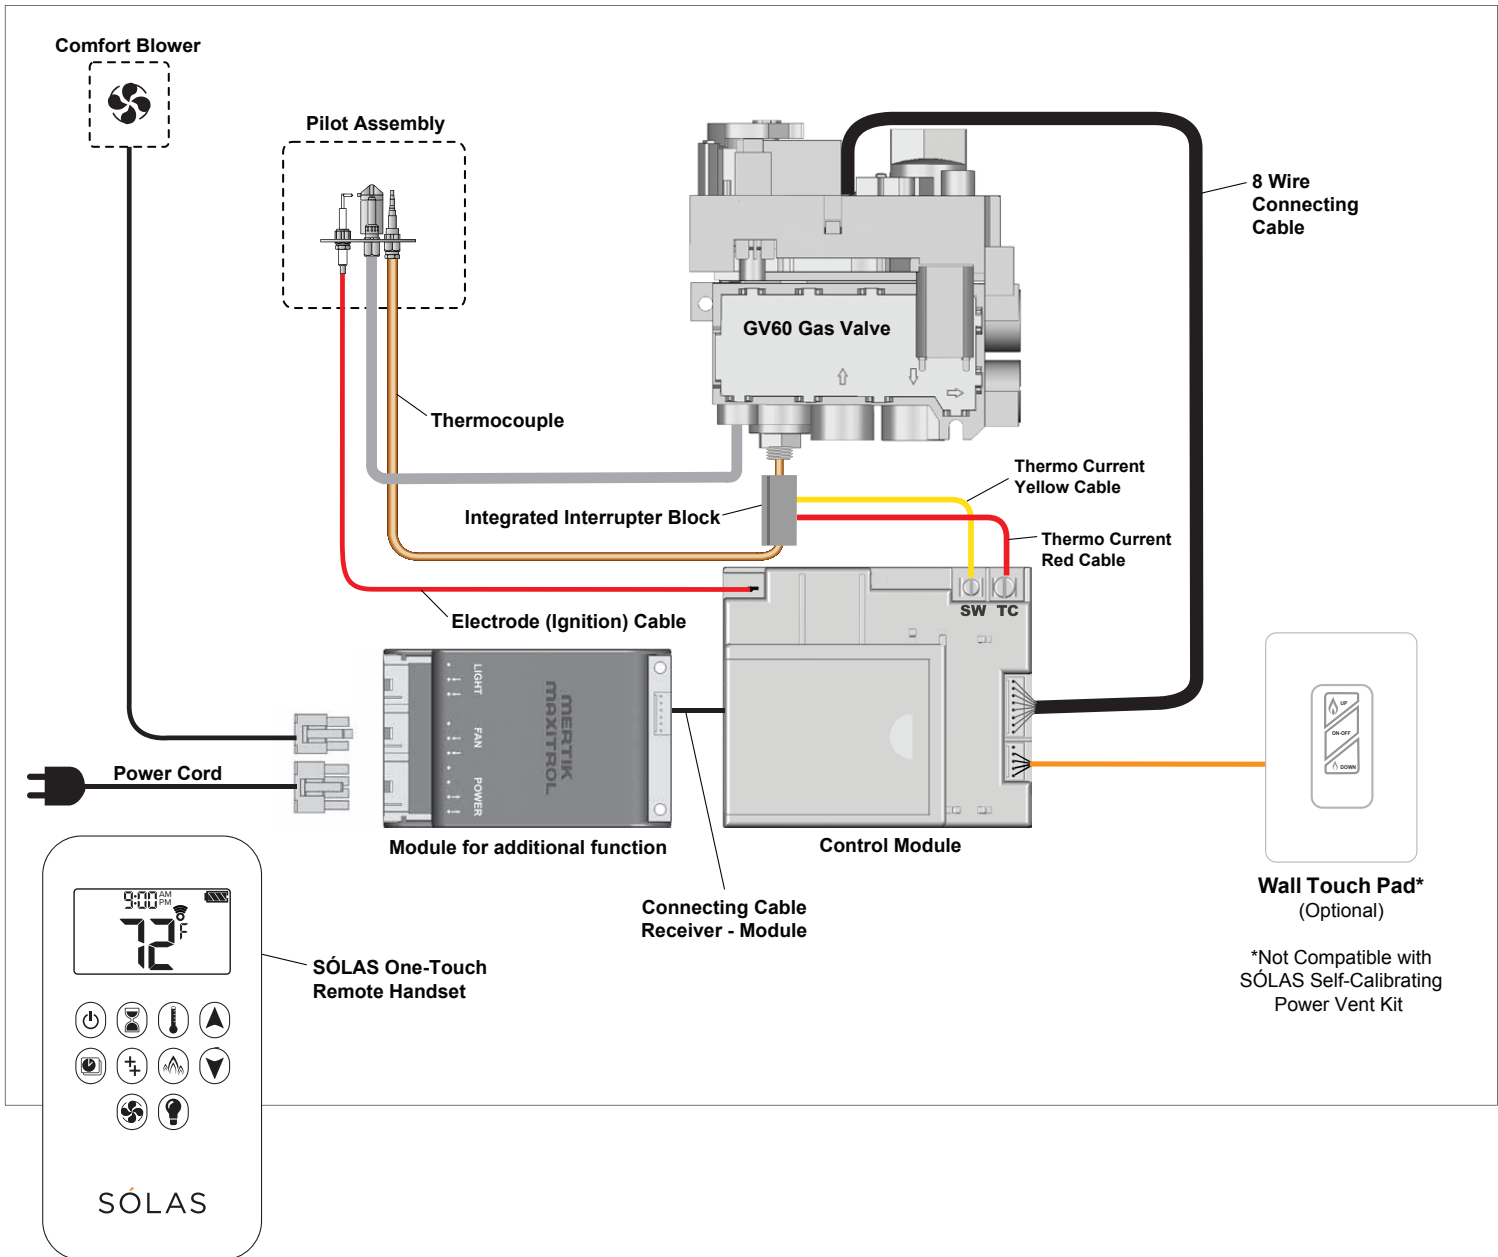 Comfort Blower
Pilot Assembly
8 Wire
Connecting
Cable
GV60 Gas Valve
Thermocouple
Thermo Current
Yellow Cable
Integrated Interrupter Block
Thermo Current
Red Cable
SW TC
Electrode (Ignition) Cable
LIGHT
FAN
POWER
MERTIK
MAXITROL
Power Cord
UP
ON-OFF
DOWN
Module for additional function
Control Module
Connecting Cable
Receiver - Module
Wall Touch Pad*
(Optional)
*Not Compatible with
SÓLAS Self-Calibrating
Power Vent Kit
9:00 AM
PM
72 °F
SÓLAS One-Touch
Remote Handset
SÓLAS